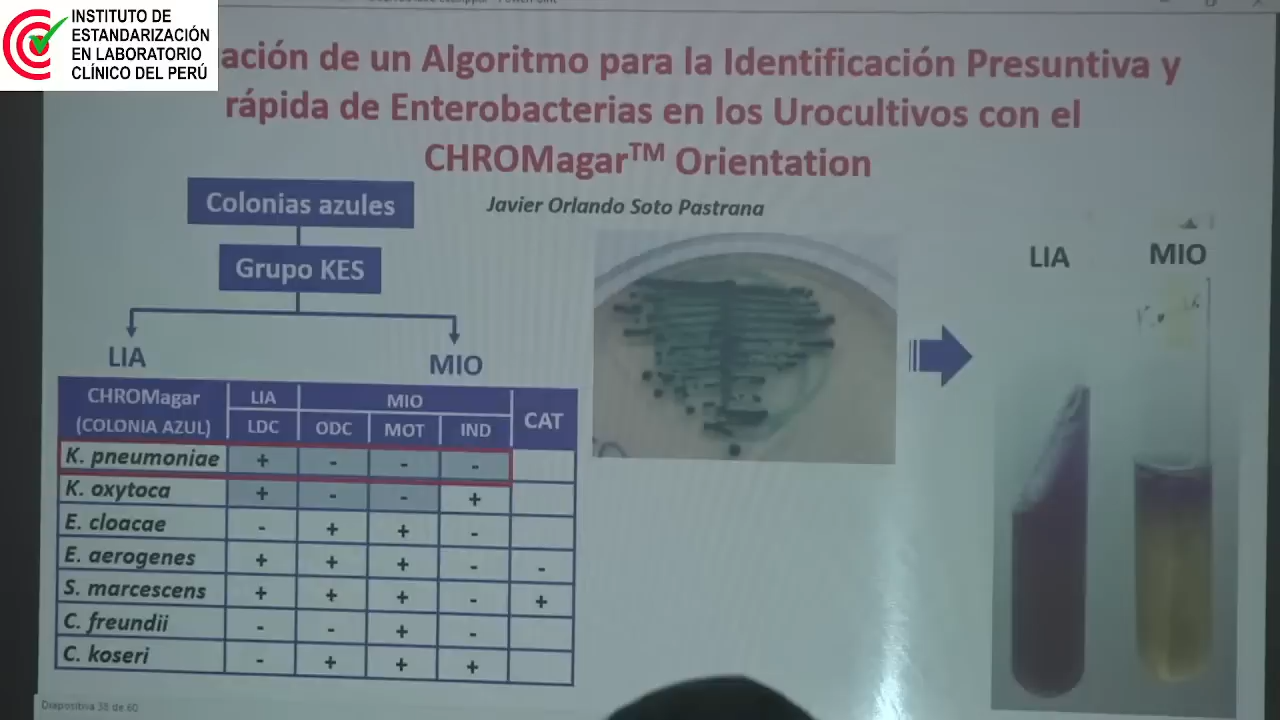 INSTITUTO DE
ESTANDARIZACIÓN
EN LABORATORIO
CLÍNICO DEL PERÚ
ación de un Algoritmo para la Identificación Presuntiva y
rápida de Enterobacterias en los Urocultivos con el
CHROMagar™ Orientation
Javier Orlando Soto Pastrana
Colonias azules
Grupo KES
LIA
MIO
CHROMagar
(COLONIA AZUL)
LIA
MIO
CAT
LDC
ODC
MOT
IND
K. pneumoniae + - - -
K. oxytoca + - - +
E. cloacae - + + -
E. aerogenes + + + - -
S. marcescens + + + - +
C. freundii - - + -
C. koseri - + + +
LIA
MIO
Diapositiva 38 de 60